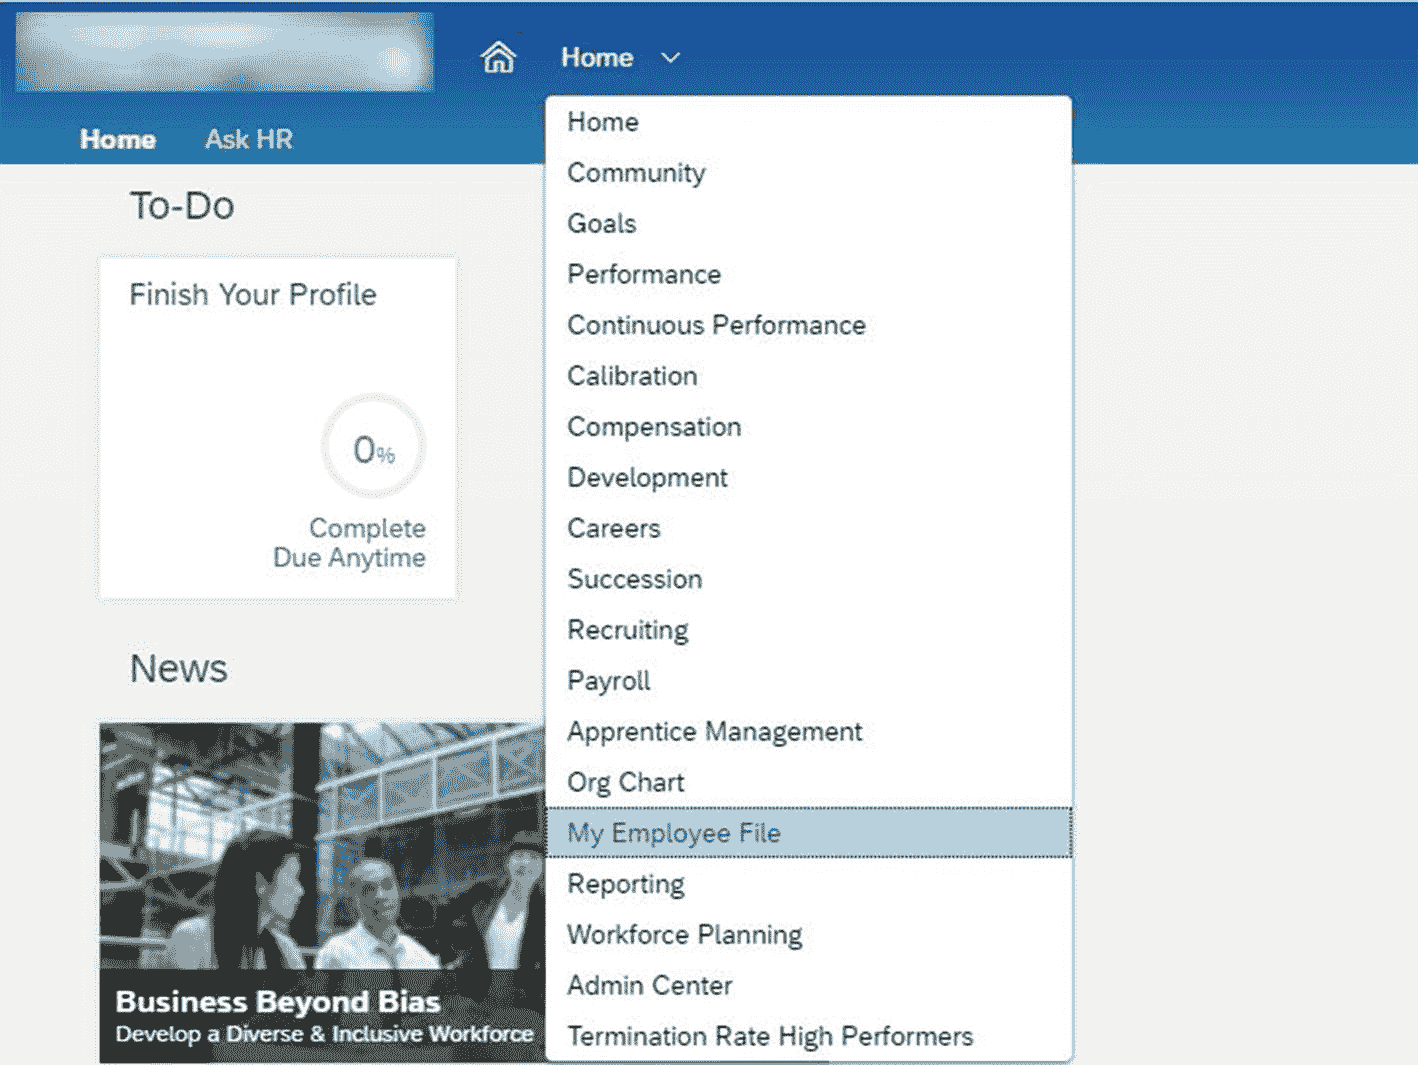 Home
Home
Ask HR
Home
Community
Goals
Performance
Continuous Performance
Calibration
Compensation
Development
Careers
Succession
Recruiting
Payroll
Apprentice Management
Org Chart
My Employee File
Reporting
Workforce Planning
Admin Center
Termination Rate High Performers
To-Do
Finish Your Profile
0%
Complete
Due Anytime
News
Business Beyond Bias
Develop a Diverse & Inclusive Workforce